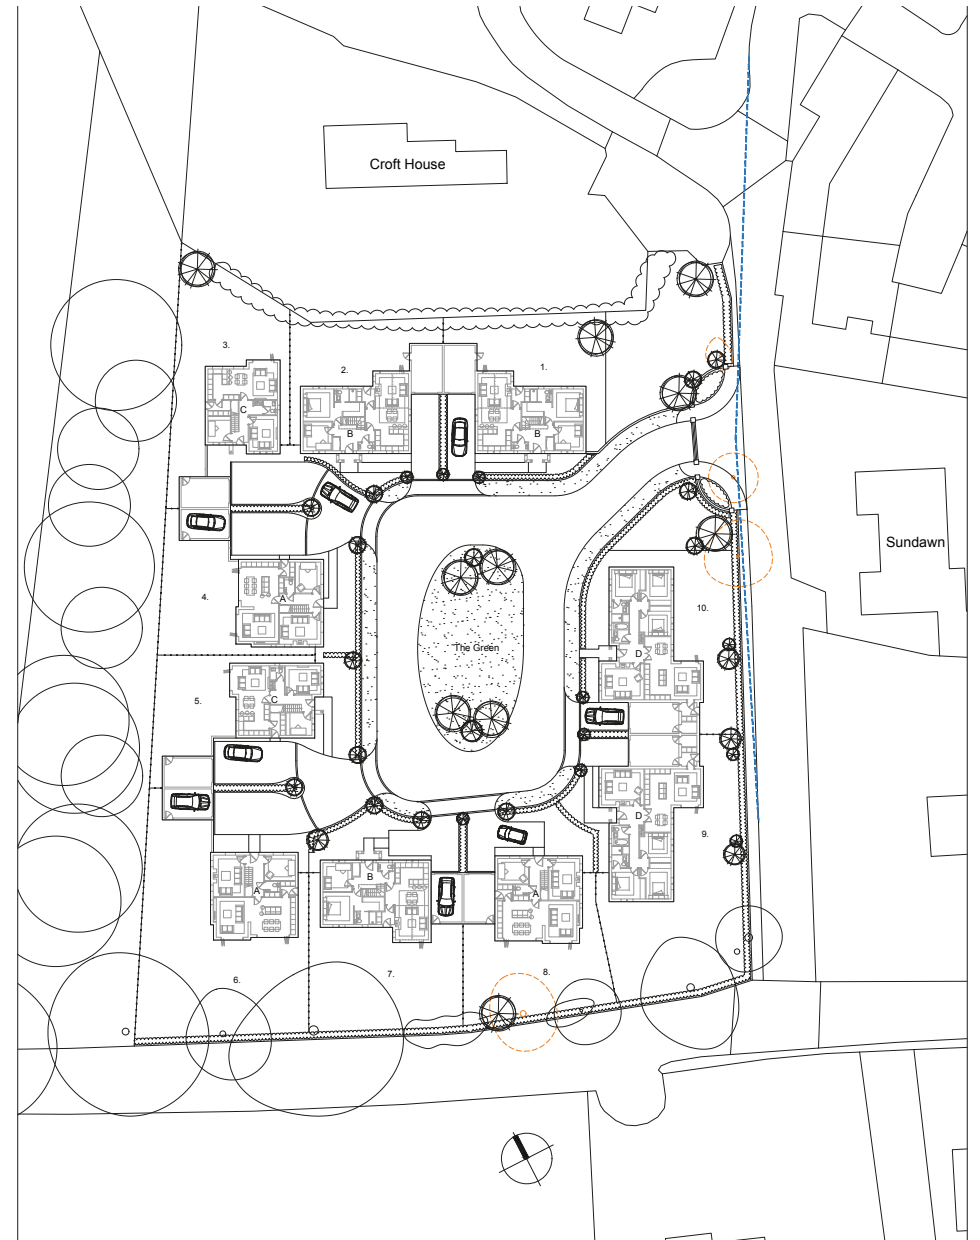 Croft House
3.
2.
1.
C
B
B
Sundawn
4.
A
10.
The Green
D
5.
C
D
9.
A
B
A
6.
7.
8.